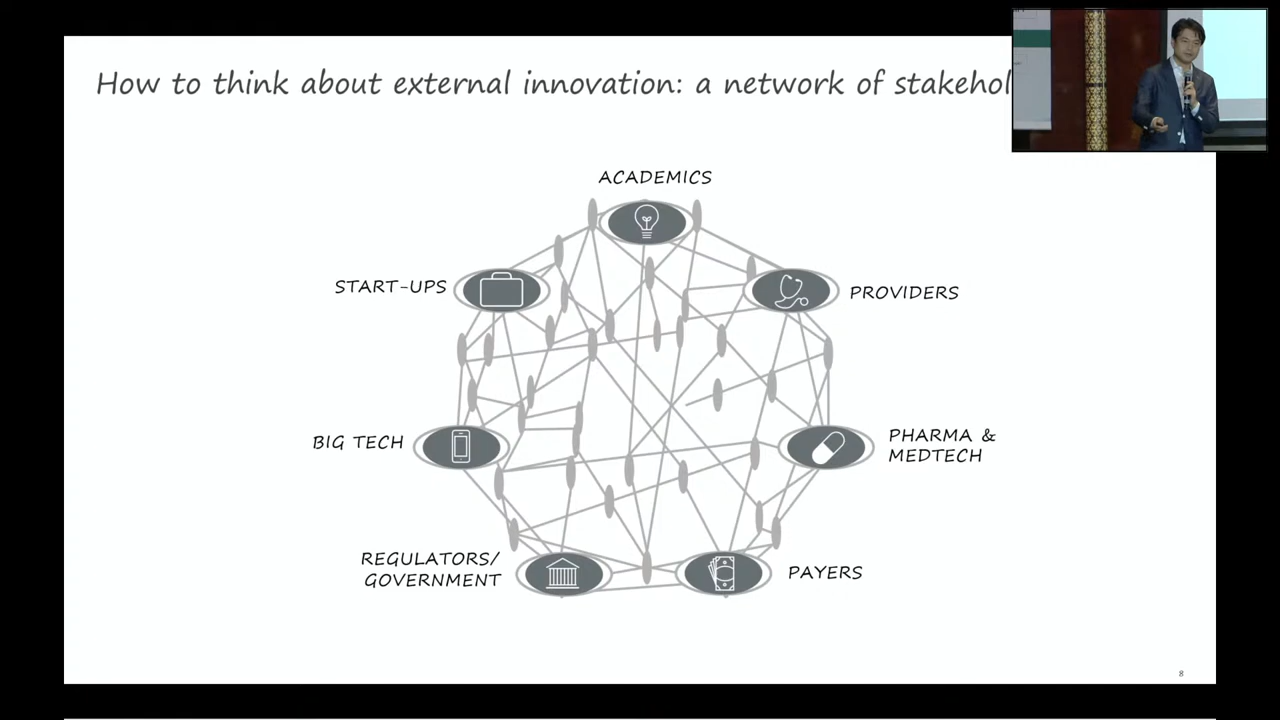 How to think about external innovation: a network of stakehol
ACADEMICS
START-UPS
PROVIDERS
BIG TECH
PHARMA &
MEDTECH
REGULATORS/
GOVERNMENT
PAYERS
8